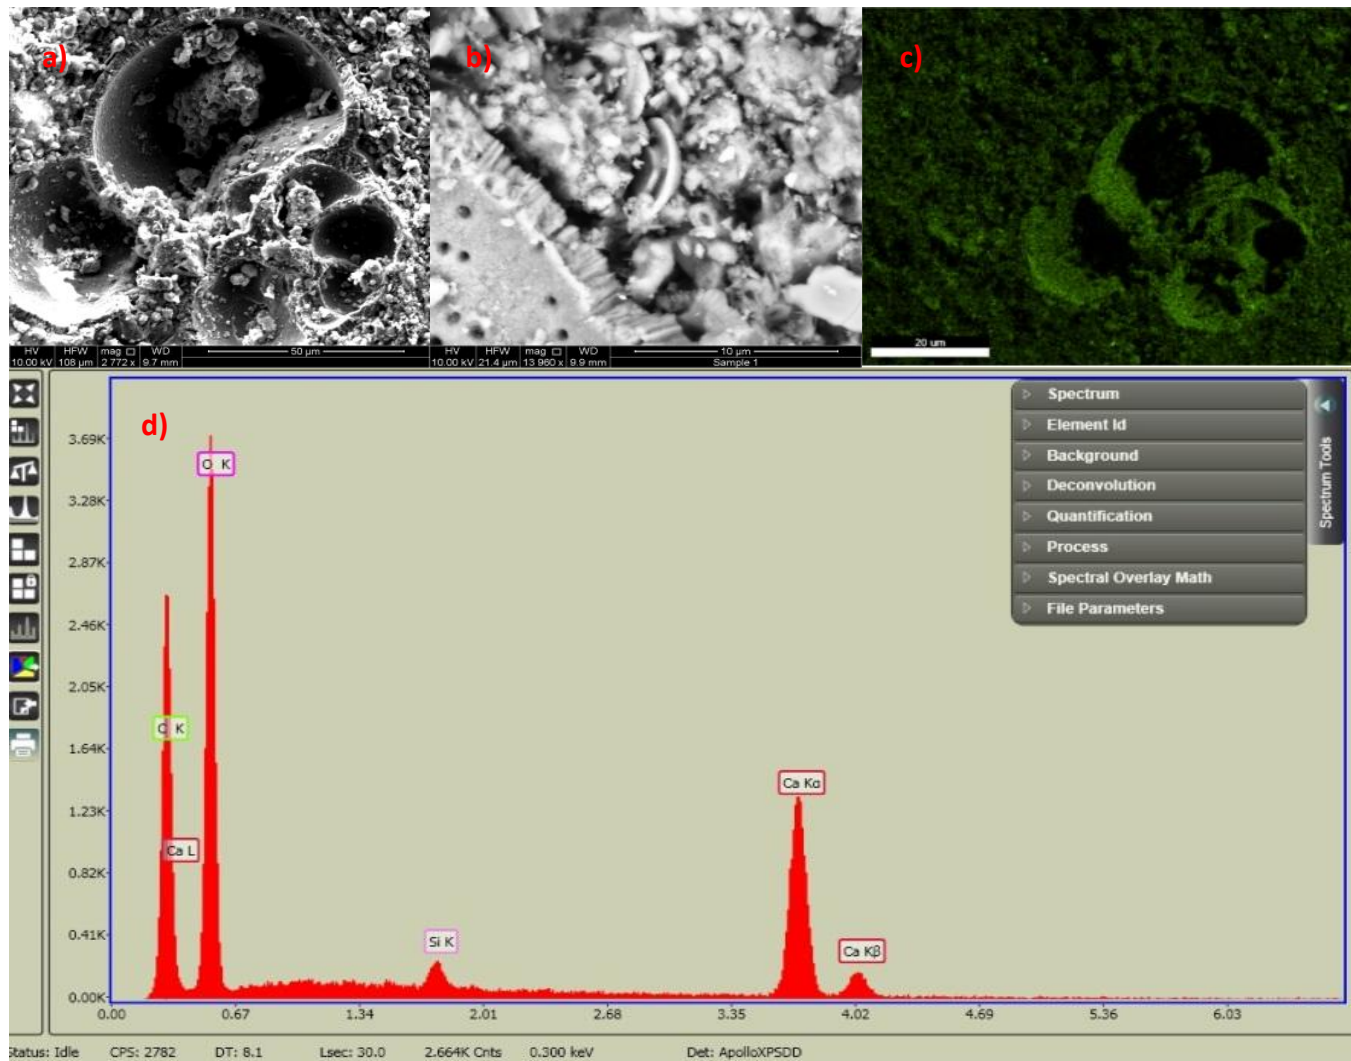 a)
HV HFW mag □ WD 50 µm
10.00 kV 108 µm 2 772 x 9.7 mm
b)
HV HFW mag □ WD 10 µm
10.00 kV 21.4 µm 13 960 x 9.9 mm Sample 1
c)
20 um
d)
Spectrum
Element Id
Background
Deconvolution
Quantification
Process
Spectral Overlay Math
File Parameters
Spectrum Tools
3.69K
3.28K
2.87K
2.46K
2.05K
1.64K
1.23K
0.82K
0.41K
0.00K
O K
C K
Ca L
Si K
Ca Kα
Ca Kβ
0.00 0.67 1.34 2.01 2.68 3.35 4.02 4.69 5.36 6.03
Status: Idle CPS: 2782 DT: 8.1 Lsec: 30.0 2.664K Cnts 0.300 keV Det: ApolloXPSDD